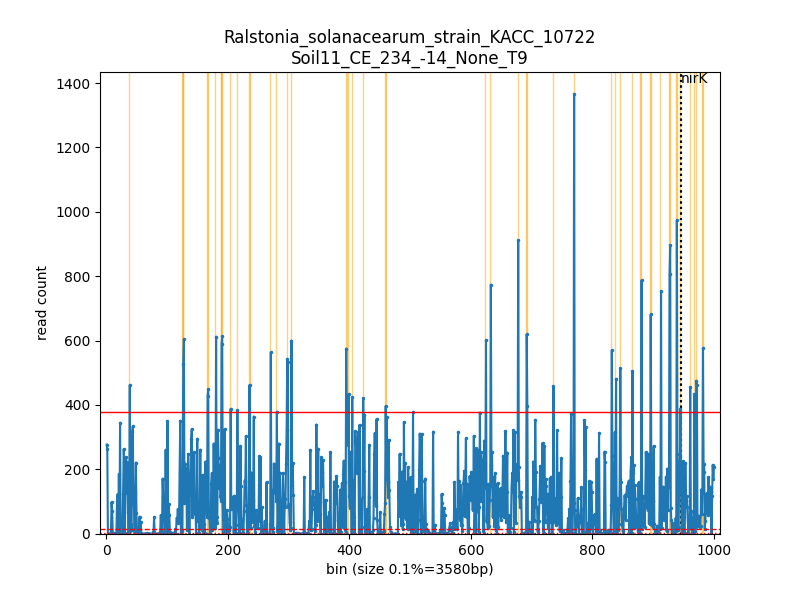 Ralstonia_solanacearum_strain_KACC_10722
Soil11_CE_234_-14_None_T9
nirK
1400
1200
1000
800
600
400
200
0
read count
0 200 400 600 800 1000
bin (size 0.1%=3580bp)